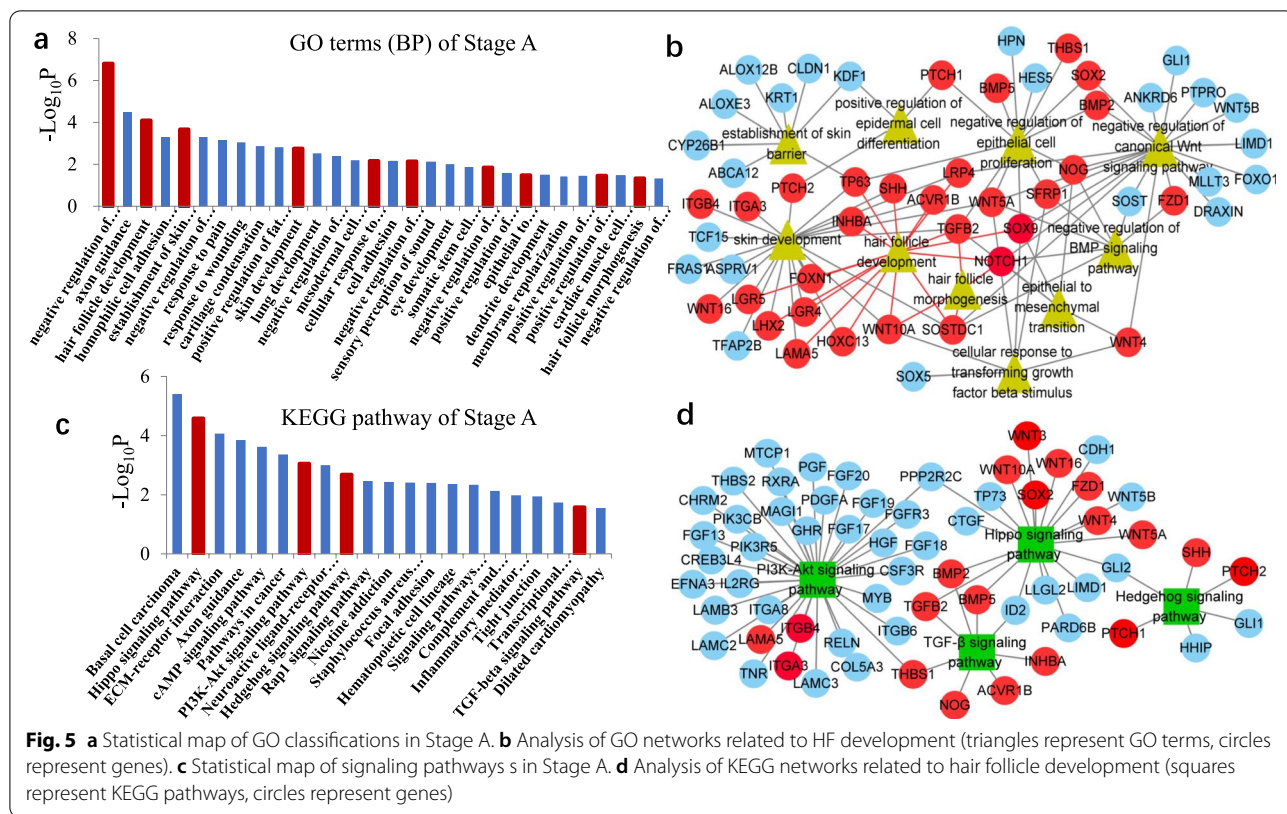 a
GO terms (BP) of Stage A
-Log10P
8
6
4
2
0
negative regulation of…
axon guidance
hair follicle development
homophilic cell adhesion…
establishment of skin…
negative regulation of…
response to pain
response to wounding
cartilage condensation
positive regulation of fat…
skin development
lung development
negative regulation of…
mesodermal cell…
cellular response to…
cell adhesion
negative regulation of…
sensory perception of sound
eye development
somatic stem cell…
negative regulation of…
positive regulation of…
epithelial to…
dendrite development
membrane repolarization
positive regulation of…
positive regulation of…
cardiac muscle cell…
hair follicle morphogenesis
negative regulation of…
b
HPN
THBS1
GLI1
ALOX12B
CLDN1
KDF1
PTCH1
HES5
SOX2
BMP5
BMP2
ANKRD6
PTPRO
ALOXE3
KRT1
WNT5B
positive regulation of
epidermal cell
differentiation
establishment of skin
barrier
negative regulation of
epithelial cell
proliferation
negative regulation of
canonical Wnt
signaling pathway
CYP26B1
LIMD1
ABCA12
PTCH2
TP63
SHH
LRP4
NOG
MLLT3
FOXO1
ITGB4
ITGA3
ACVR1B
WNT5A
SFRP1
SOST
FZD1
DRAXIN
INHBA
TGFB2
SOX9
TCF15
skin development
hair follicle
development
negative regulation of
BMP signaling
pathway
FRAS1
ASPRV1
NOTCH1
FOXN1
hair follicle
morphogenesis
epithelial to
mesenchymal
transition
WNT16
LGR5
LHX2
LGR4
TFAP2B
LAMA5
HOXC13
WNT10A
SOSTDC1
WNT4
cellular response to
transforming growth
factor beta stimulus
SOX5
c
KEGG pathway of Stage A
-Log10P
6
4
2
0
Basal cell carcinoma
Hippo signaling pathway
ECM-receptor interaction
Axon guidance
cAMP signaling pathway
Pathways in cancer
PI3K-Akt signaling pathway
Neuroactive ligand-receptor…
Hedgehog signaling pathway
Rap1 signaling pathway
Nicotine addiction
Staphylococcus aureus…
Focal adhesion
Hematopoietic cell lineage
Signaling pathways…
Complement and…
Inflammatory mediator…
Tight junction
Transcriptional…
TGF-beta signaling pathway
Dilated cardiomyopathy
d
MTCP1
PGF
FGF20
PPP2R2C
WNT3
CDH1
THBS2
RXRA
WNT10A
WNT16
CHRM2
PDGFA
FGF19
TP73
SOX2
FZD1
WNT5B
PIK3CB
MAGI1
GHR
FGF17
FGFR3
CTGF
WNT4
FGF13
PIK3R5
HGF
FGF18
WNT5A
CREB3L4
CSF3R
Hippo signaling
pathway
SHH
PTCH2
EFNA3
IL2RG
PI3K-Akt signaling
pathway
BMP2
BMP5
GLI2
MYB
LLGL2
LIMD1
Hedgehog signaling
pathway
LAMB3
ITGA8
TGFB2
ID2
LAMA5
ITGB4
ITGB6
PARD6B
PTCH1
GLI1
LAMC2
RELN
TGF-β signaling
pathway
HHIP
TNR
ITGA3
COL5A3
LAMC3
THBS1
INHBA
ACVR1B
NOG
Fig. 5 a Statistical map of GO classifications in Stage A. b Analysis of GO networks related to HF development (triangles represent GO terms, circles
represent genes). c Statistical map of signaling pathways s in Stage A. d Analysis of KEGG networks related to hair follicle development (squares
represent KEGG pathways, circles represent genes)